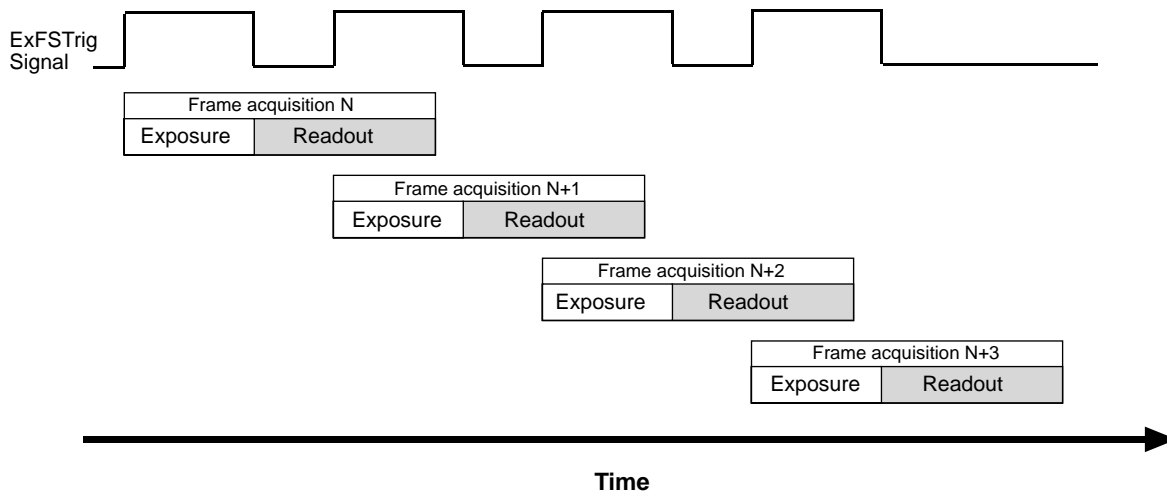 ExFSTrig
Signal
Frame acquisition N
Exposure Readout
Frame acquisition N+1
Exposure Readout
Frame acquisition N+2
Exposure Readout
Frame acquisition N+3
Exposure Readout
Time